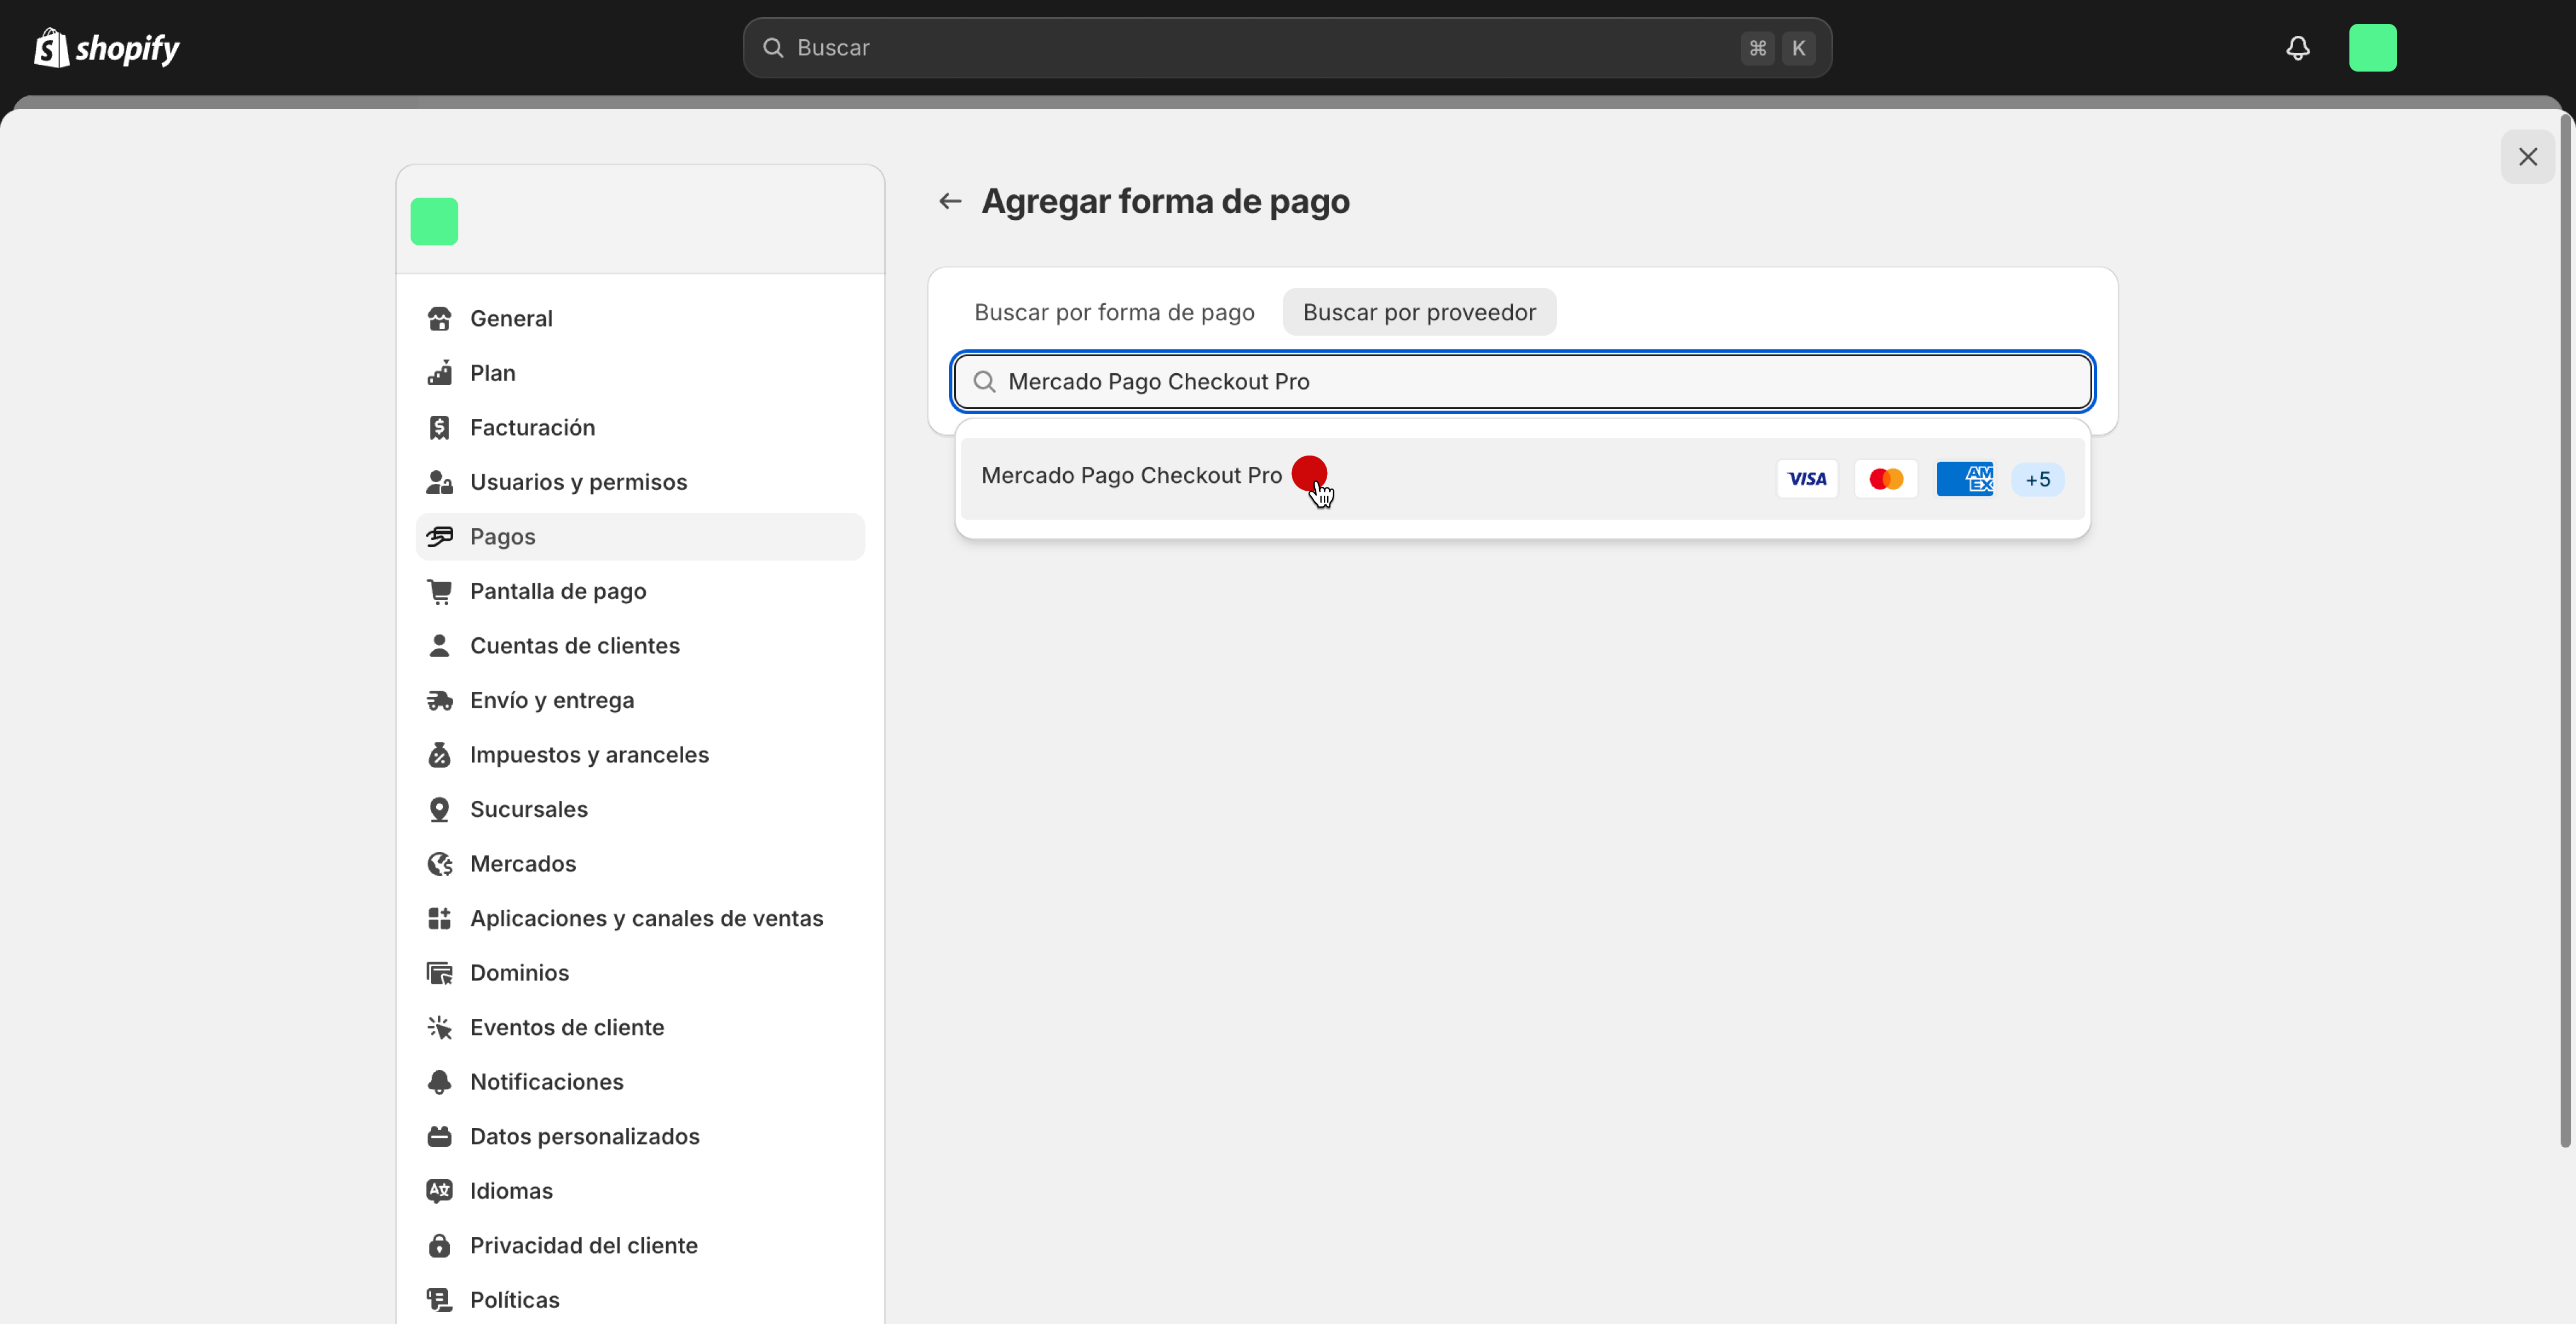 shopify
Buscar
⌘ K
Agregar forma de pago
Buscar por forma de pago Buscar por proveedor
Mercado Pago Checkout Pro
Mercado Pago Checkout Pro VISA AM EX +5
General
Plan
Facturación
Usuarios y permisos
Pagos
Pantalla de pago
Cuentas de clientes
Envío y entrega
Impuestos y aranceles
Sucursales
Mercados
Aplicaciones y canales de ventas
Dominios
Eventos de cliente
Notificaciones
Datos personalizados
Idiomas
Privacidad del cliente
Políticas